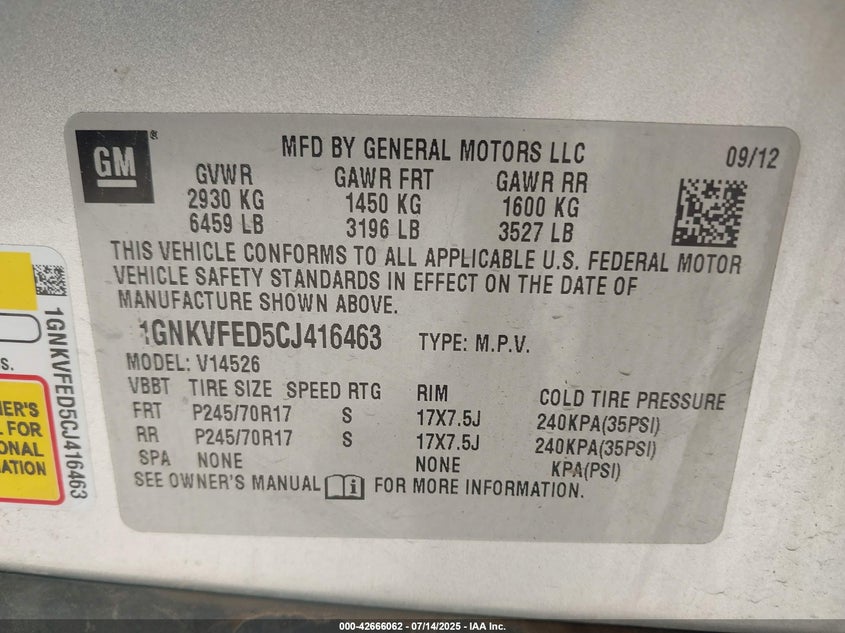 GM
®
MFD BY GENERAL MOTORS LLC
09/12
GVWR GAWR FRT GAWR RR
2930 KG 1450 KG 1600 KG
6459 LB 3196 LB 3527 LB
THIS VEHICLE CONFORMS TO ALL APPLICABLE U.S. FEDERAL MOTOR
VEHICLE SAFETY STANDARDS IN EFFECT ON THE DATE OF
MANUFACTURE SHOWN ABOVE.
1GNKVFED5CJ416463 TYPE: M.P.V.
MODEL: V14526
VBBT TIRE SIZE SPEED RTG RIM COLD TIRE PRESSURE
FRT P245/70R17 S 17X7.5J 240KPA(35PSI)
RR P245/70R17 S 17X7.5J 240KPA(35PSI)
SPA NONE NONE KPA(PSI)
SEE OWNER'S MANUAL i FOR MORE INFORMATION.
1GNKVFED5CJ416463
S.
NER'S
L FOR
ONAL
MATION
000-42666062 - 07/14/2025 - IAA Inc.